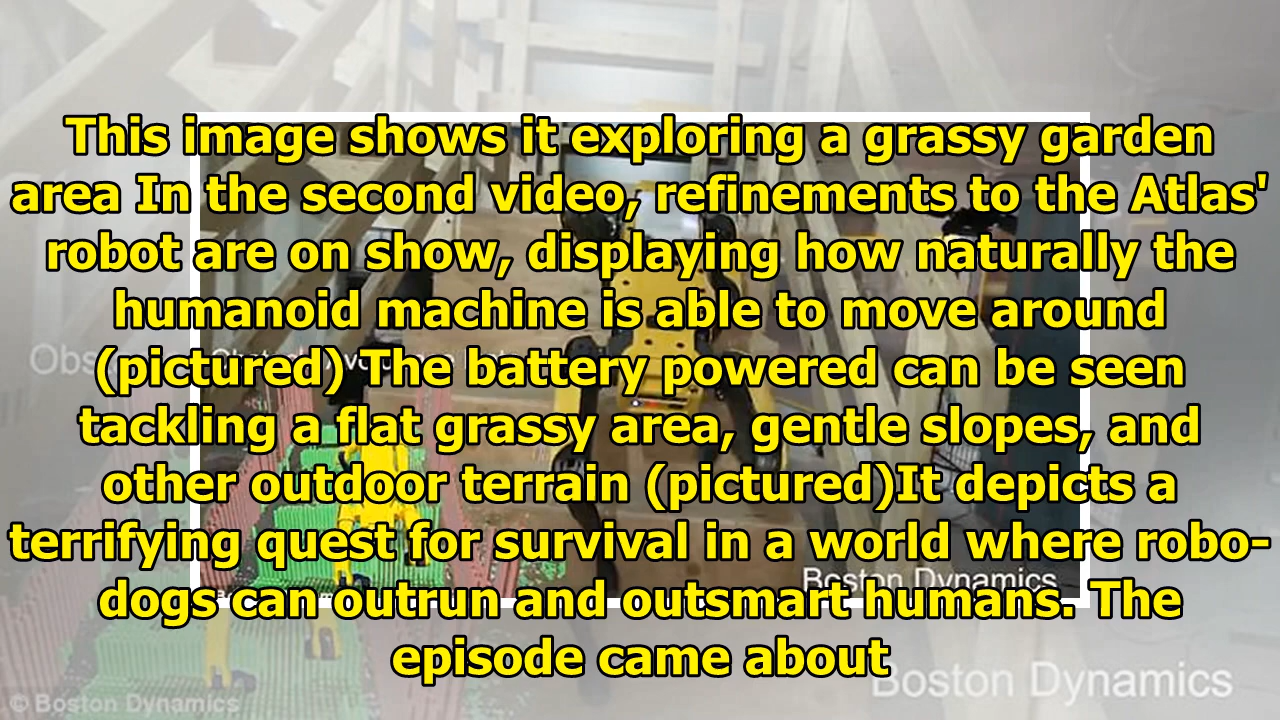 This image shows it exploring a grassy garden
area In the second video, refinements to the Atlas'
robot are on show, displaying how naturally the
humanoid machine is able to move around
(pictured) The battery powered can be seen
tackling a flat grassy area, gentle slopes, and
other outdoor terrain (pictured)It depicts a
terrifying quest for survival in a world where robo-
dogs can outrun and outsmart humans. The
episode came about
Boston Dynamics
Boston Dynamics
© Boston Dynamics